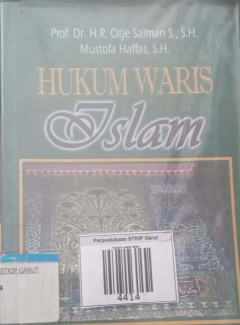 Prof. Dr. H.R. Otje Salman S., S.H.
Mustofa Haffas, S.H.
HUKUM WARIS
Islam
Perpustakaan STKIP Garut
STKIP GARUT
4414